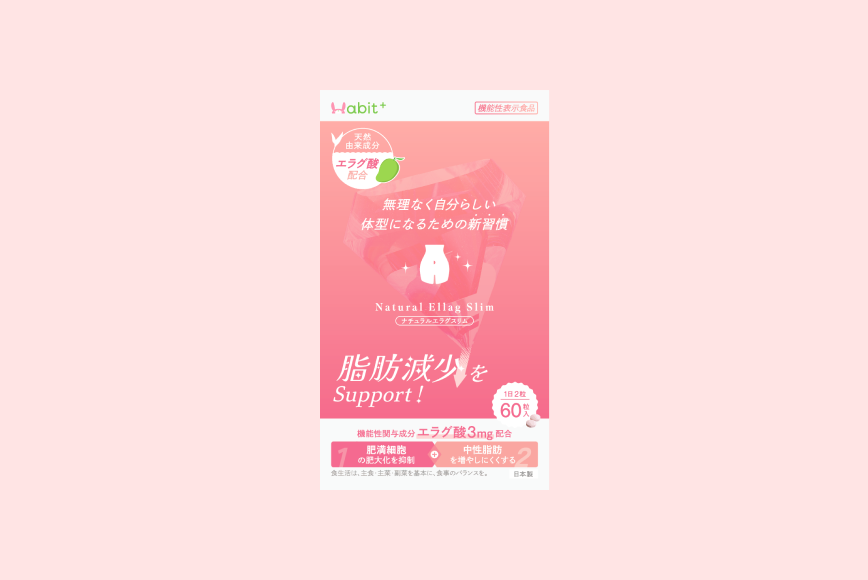 Habit+
機能性表示食品
天然
由来成分
エラグ酸
配合
無理なく自分らしい
体型になるための新習慣
Natural Ellag Slim
ナチュラルエラグスリム
脂肪減少を
Support!
1日2粒
60粒入
機能性関与成分 エラグ酸3mg 配合
1 肥満細胞
の肥大化を抑制
+
中性脂肪
を増やしにくくする 2
食生活は、主食・主菜・副菜を基本に、食事のバランスを。
日本製